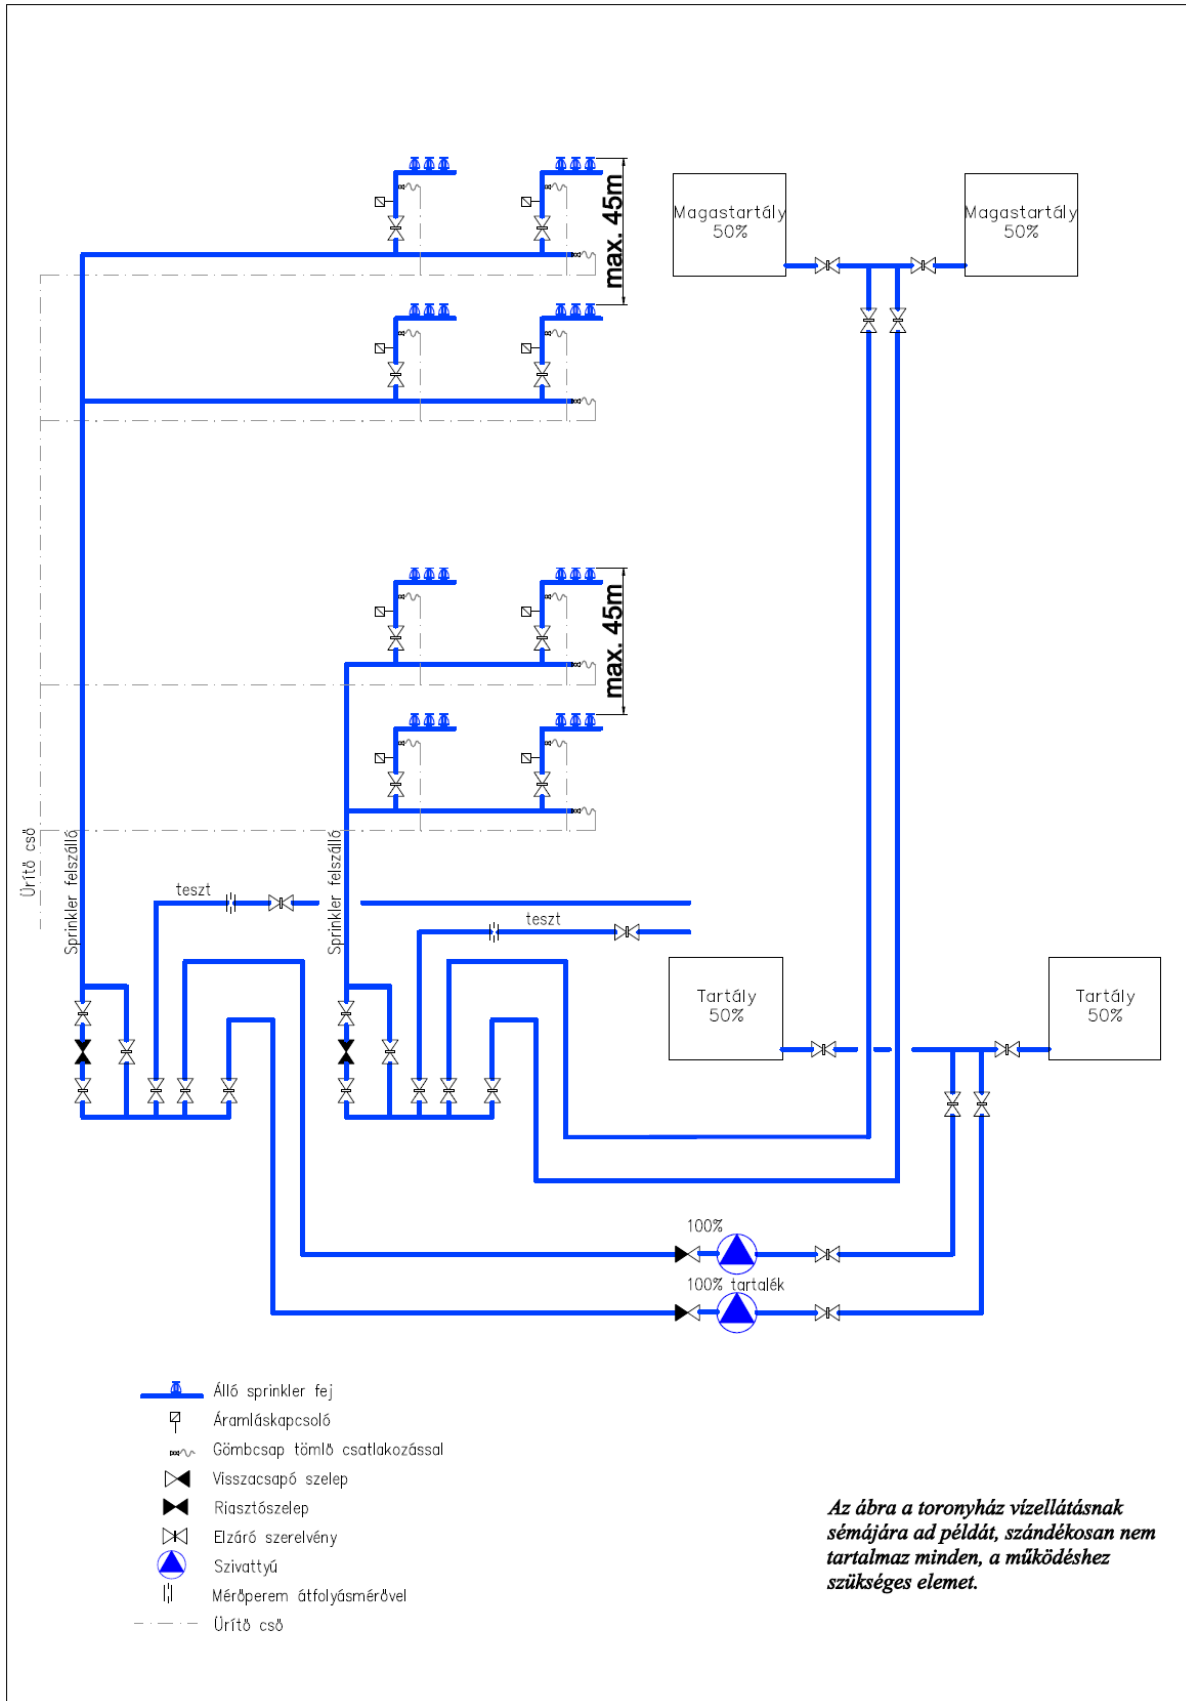 max. 45m
Magastartály
50%
Magastartály
50%
max. 45m
Ürítő cső
Sprinkler felszálló
Sprinkler felszálló
teszt
teszt
Tartály
50%
Tartály
50%
100%
100% tartalék
Álló sprinkler fej
Áramláskapcsoló
Gömbcsap tömlő csatlakozással
Visszacsapó szelep
Riasztószelep
Elzáró szerelvény
Szivattyú
Mérőperem átfolyásmérővel
Ürítő cső
Az ábra a toronyház vízellátásnak
sémájára ad példát, szándékosan nem
tartalmaz minden, a működéshez
szükséges elemet.